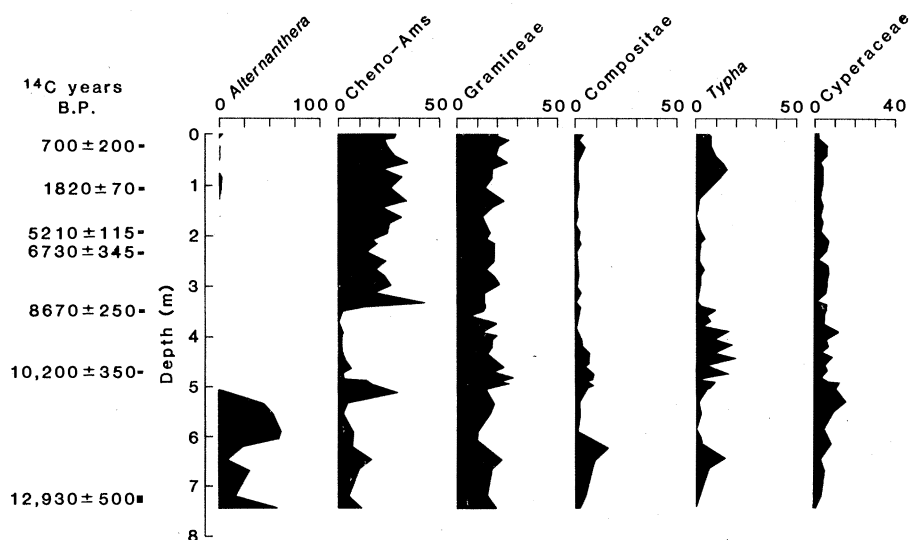 Alternanthera
Cheno-Ams
Gramineae
Compositae
Typha
Cyperaceae
14C years
B.P.
0 100 0 50 0 50 0 50 0 50 0 40
700±200
1820±70
5210±115
6730±345
8670±250
10,200±350
12,930±500
Depth (m)
0
1
2
3
4
5
6
7
8